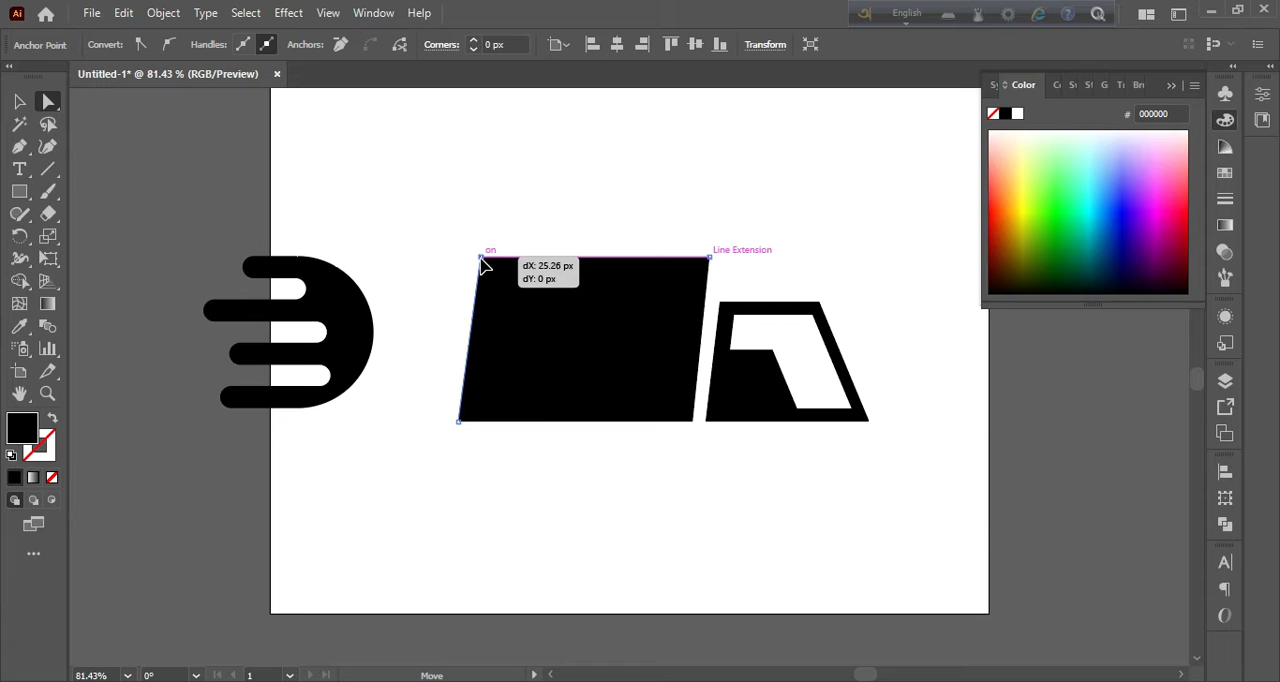 Ai File Edit Object Type Select Effect View Window Help English
Anchor Point Convert: Handles: Anchors: Corners: 0 px Transform
Untitled-1* @ 81.43 % (RGB/Preview) ×
Color
# 000000
on Line Extension
dX: 25.26 px
dY: 0 px
81.43% 0° 1 Move